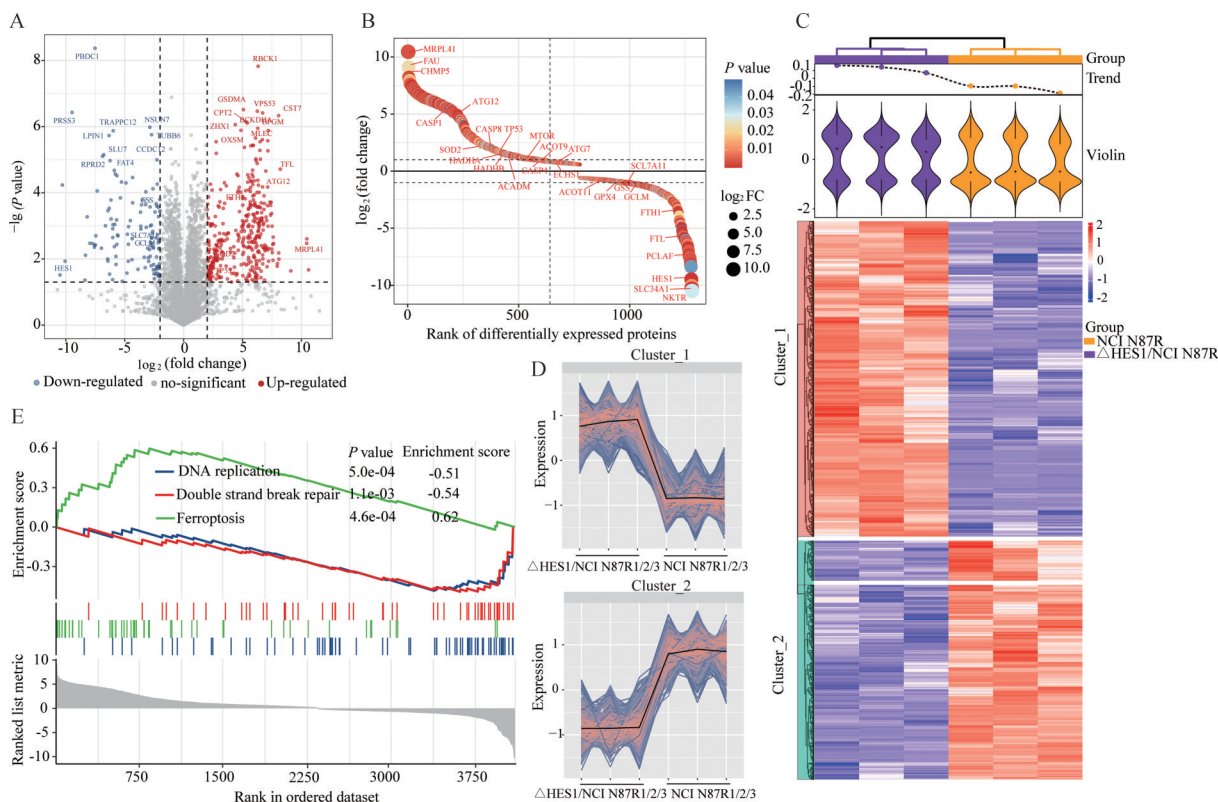 A
8
6
4
2
0
−lg (P value)
-10
-5
0
5
10
log2 (fold change)
PBDC1
RBCK1
PRSS3
TRAPPC12
NSUN7
GSDMA
VPS53
CST7
LPIN1
TUBB6
CPT2
ZHX1
MLEC
SLU7
CCDC12
OXSM
RPRD2
FAT4
TFL
ATG12
HES1
MRPL41
Down-regulated
no-significant
Up-regulated
B
10
5
0
-5
-10
log2 (fold change)
0
500
1000
Rank of differentially expressed proteins
MRPL41
FAU
CHMP5
ATG12
CASP1
CASP8
TP53
MTOR
SOD2
ACOT9
HADHA
ATG7
HADHB
CASP4
ECHS1
SCL7A11
ACADM
ACOT11
GPX4
GSS
GCLM
FTH1
FTL
PCLAF
HES1
SLC34A1
NKTR
P value
0.04
0.03
0.02
0.01
log2 FC
2.5
5.0
7.5
10.0
C
Group
0.1
-0.1
-0.2
Trend
2
0
-2
Violin
2
1
0
-1
-2
Group
NCI N87R
△HES1/NCI N87R
Cluster_1
Cluster_2
D
Cluster_1
Expression
1
0
−1
△HES1/NCI N87R1/2/3
NCI N87R1/2/3
Cluster_2
Expression
1
0
−1
△HES1/NCI N87R1/2/3
NCI N87R1/2/3
E
0.6
0.3
0.0
-0.3
Enrichment score
P value
Enrichment score
DNA replication
5.0e-04
-0.51
Double strand break repair
1.1e-03
-0.54
Ferroptosis
4.6e-04
0.62
10
5
0
-5
-10
Ranked list metric
750
1500
2250
3000
3750
Rank in ordered dataset